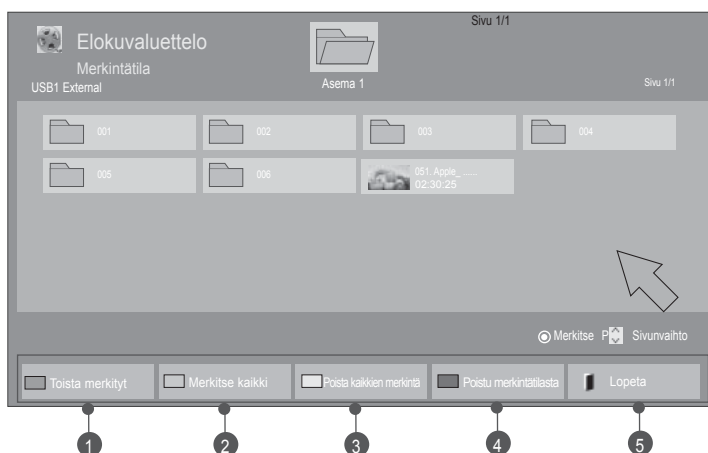 Sivu 1/1
Elokuvaluettelo
Merkintätila
USB1 External
Asema 1
Sivu 1/1
001
002
003
004
005
006
051. Apple_ ......
02:30:25
Merkitse P Sivunvaihto
Toista merkityt
Merkitse kaikki
Poista kaikkien merkintä
Poistu merkintätilasta
Lopeta
1
2
3
4
5